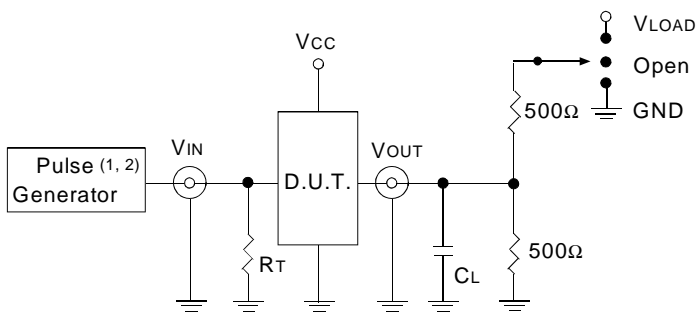 VLOAD
VCC
Open
500Ω
GND
VIN
VOUT
Pulse (1, 2)
Generator
D.U.T.
RT
CL
500Ω